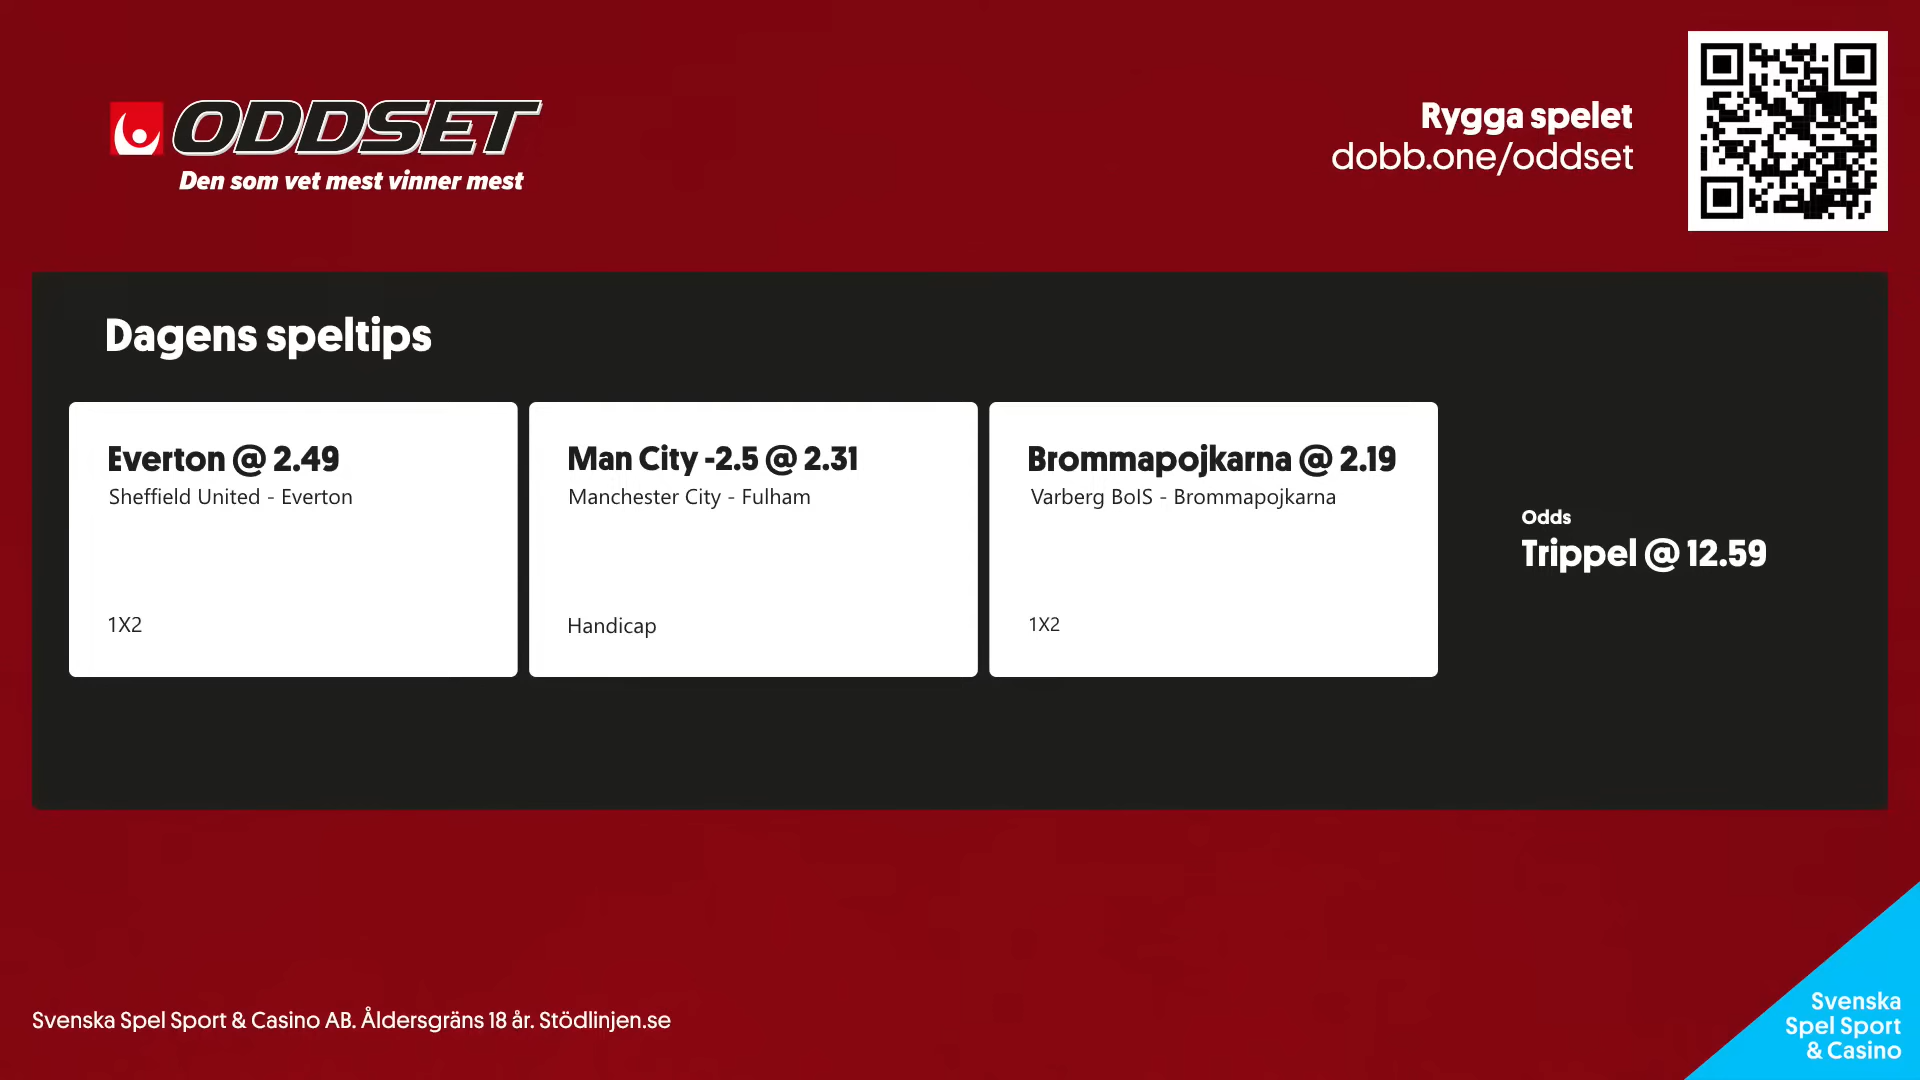 ODDSET
Den som vet mest vinner mest
Rygga spelet
dobb.one/oddset
Dagens speltips
Everton @ 2.49
Sheffield United - Everton
1X2
Man City -2.5 @ 2.31
Manchester City - Fulham
Handicap
Brommapojkarna @ 2.19
Varberg BoIS - Brommapojkarna
1X2
Odds
Trippel @ 12.59
Svenska Spel Sport & Casino AB. Åldersgräns 18 år. Stödlinjen.se
Svenska
Spel Sport
& Casino